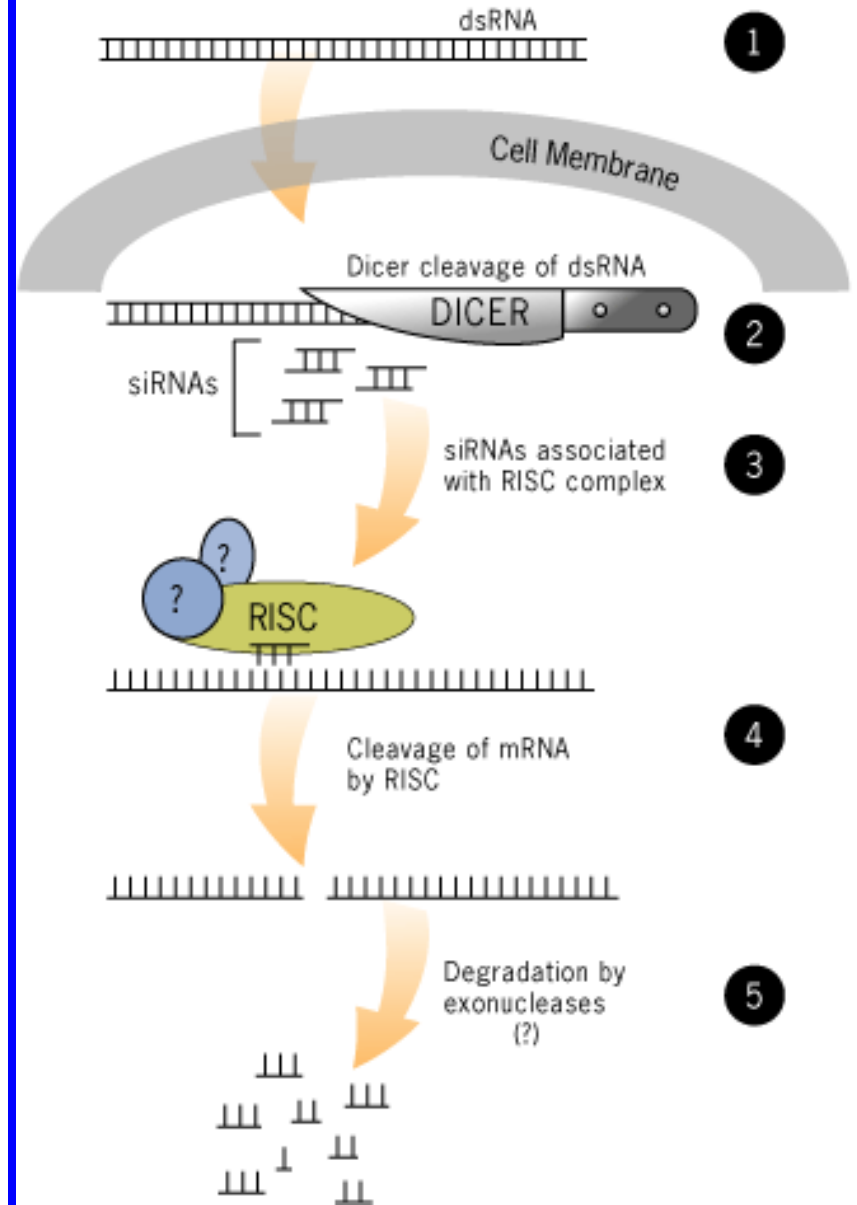 dsRNA
1
Cell Membrane
Dicer cleavage of dsRNA
DICER
2
siRNAs
siRNAs associated
with RISC complex
3
?
?
RISC
Cleavage of mRNA
by RISC
4
Degradation by
exonucleases
(?)
5